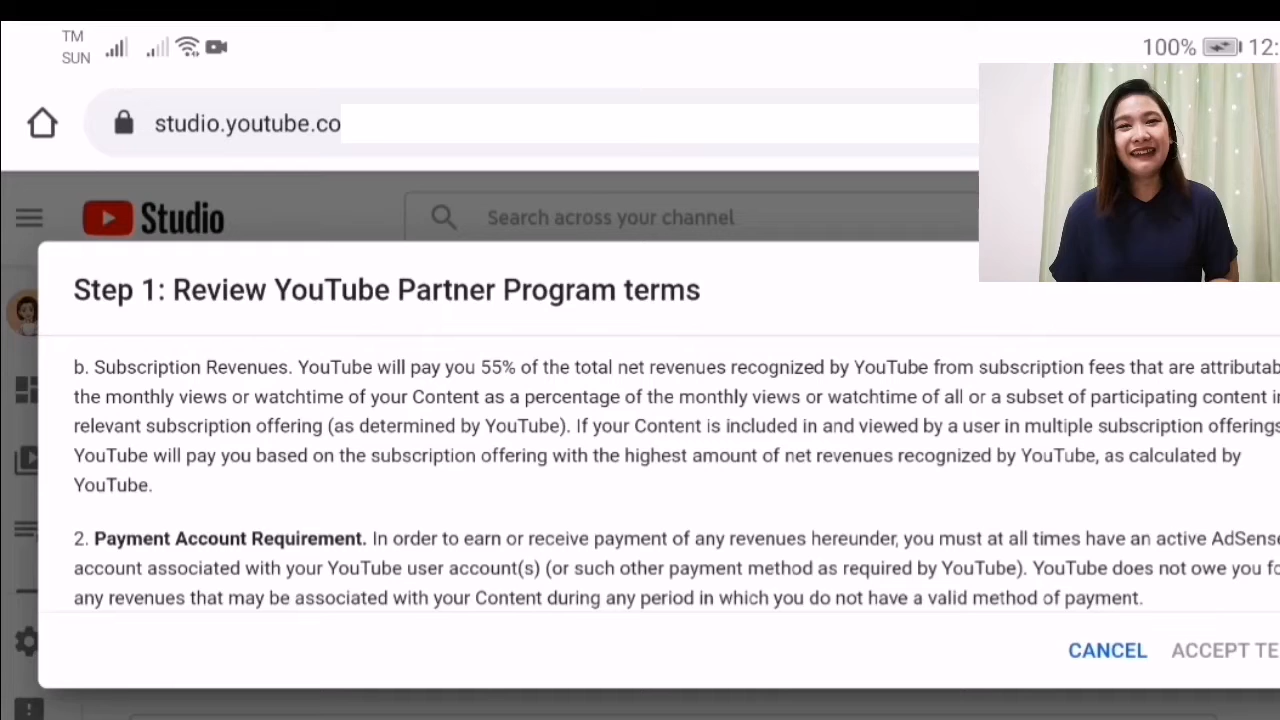 TM
SUN
100%
12:
studio.youtube.co
Studio
Search across your channel
Step 1: Review YouTube Partner Program terms
b. Subscription Revenues. YouTube will pay you 55% of the total net revenues recognized by YouTube from subscription fees that are attributab
the monthly views or watchtime of your Content as a percentage of the monthly views or watchtime of all or a subset of participating content in
relevant subscription offering (as determined by YouTube). If your Content is included in and viewed by a user in multiple subscription offerings
YouTube will pay you based on the subscription offering with the highest amount of net revenues recognized by YouTube, as calculated by
YouTube.
2. Payment Account Requirement. In order to earn or receive payment of any revenues hereunder, you must at all times have an active AdSense
account associated with your YouTube user account(s) (or such other payment method as required by YouTube). YouTube does not owe you fo
any revenues that may be associated with your Content during any period in which you do not have a valid method of payment.
CANCEL
ACCEPT TE